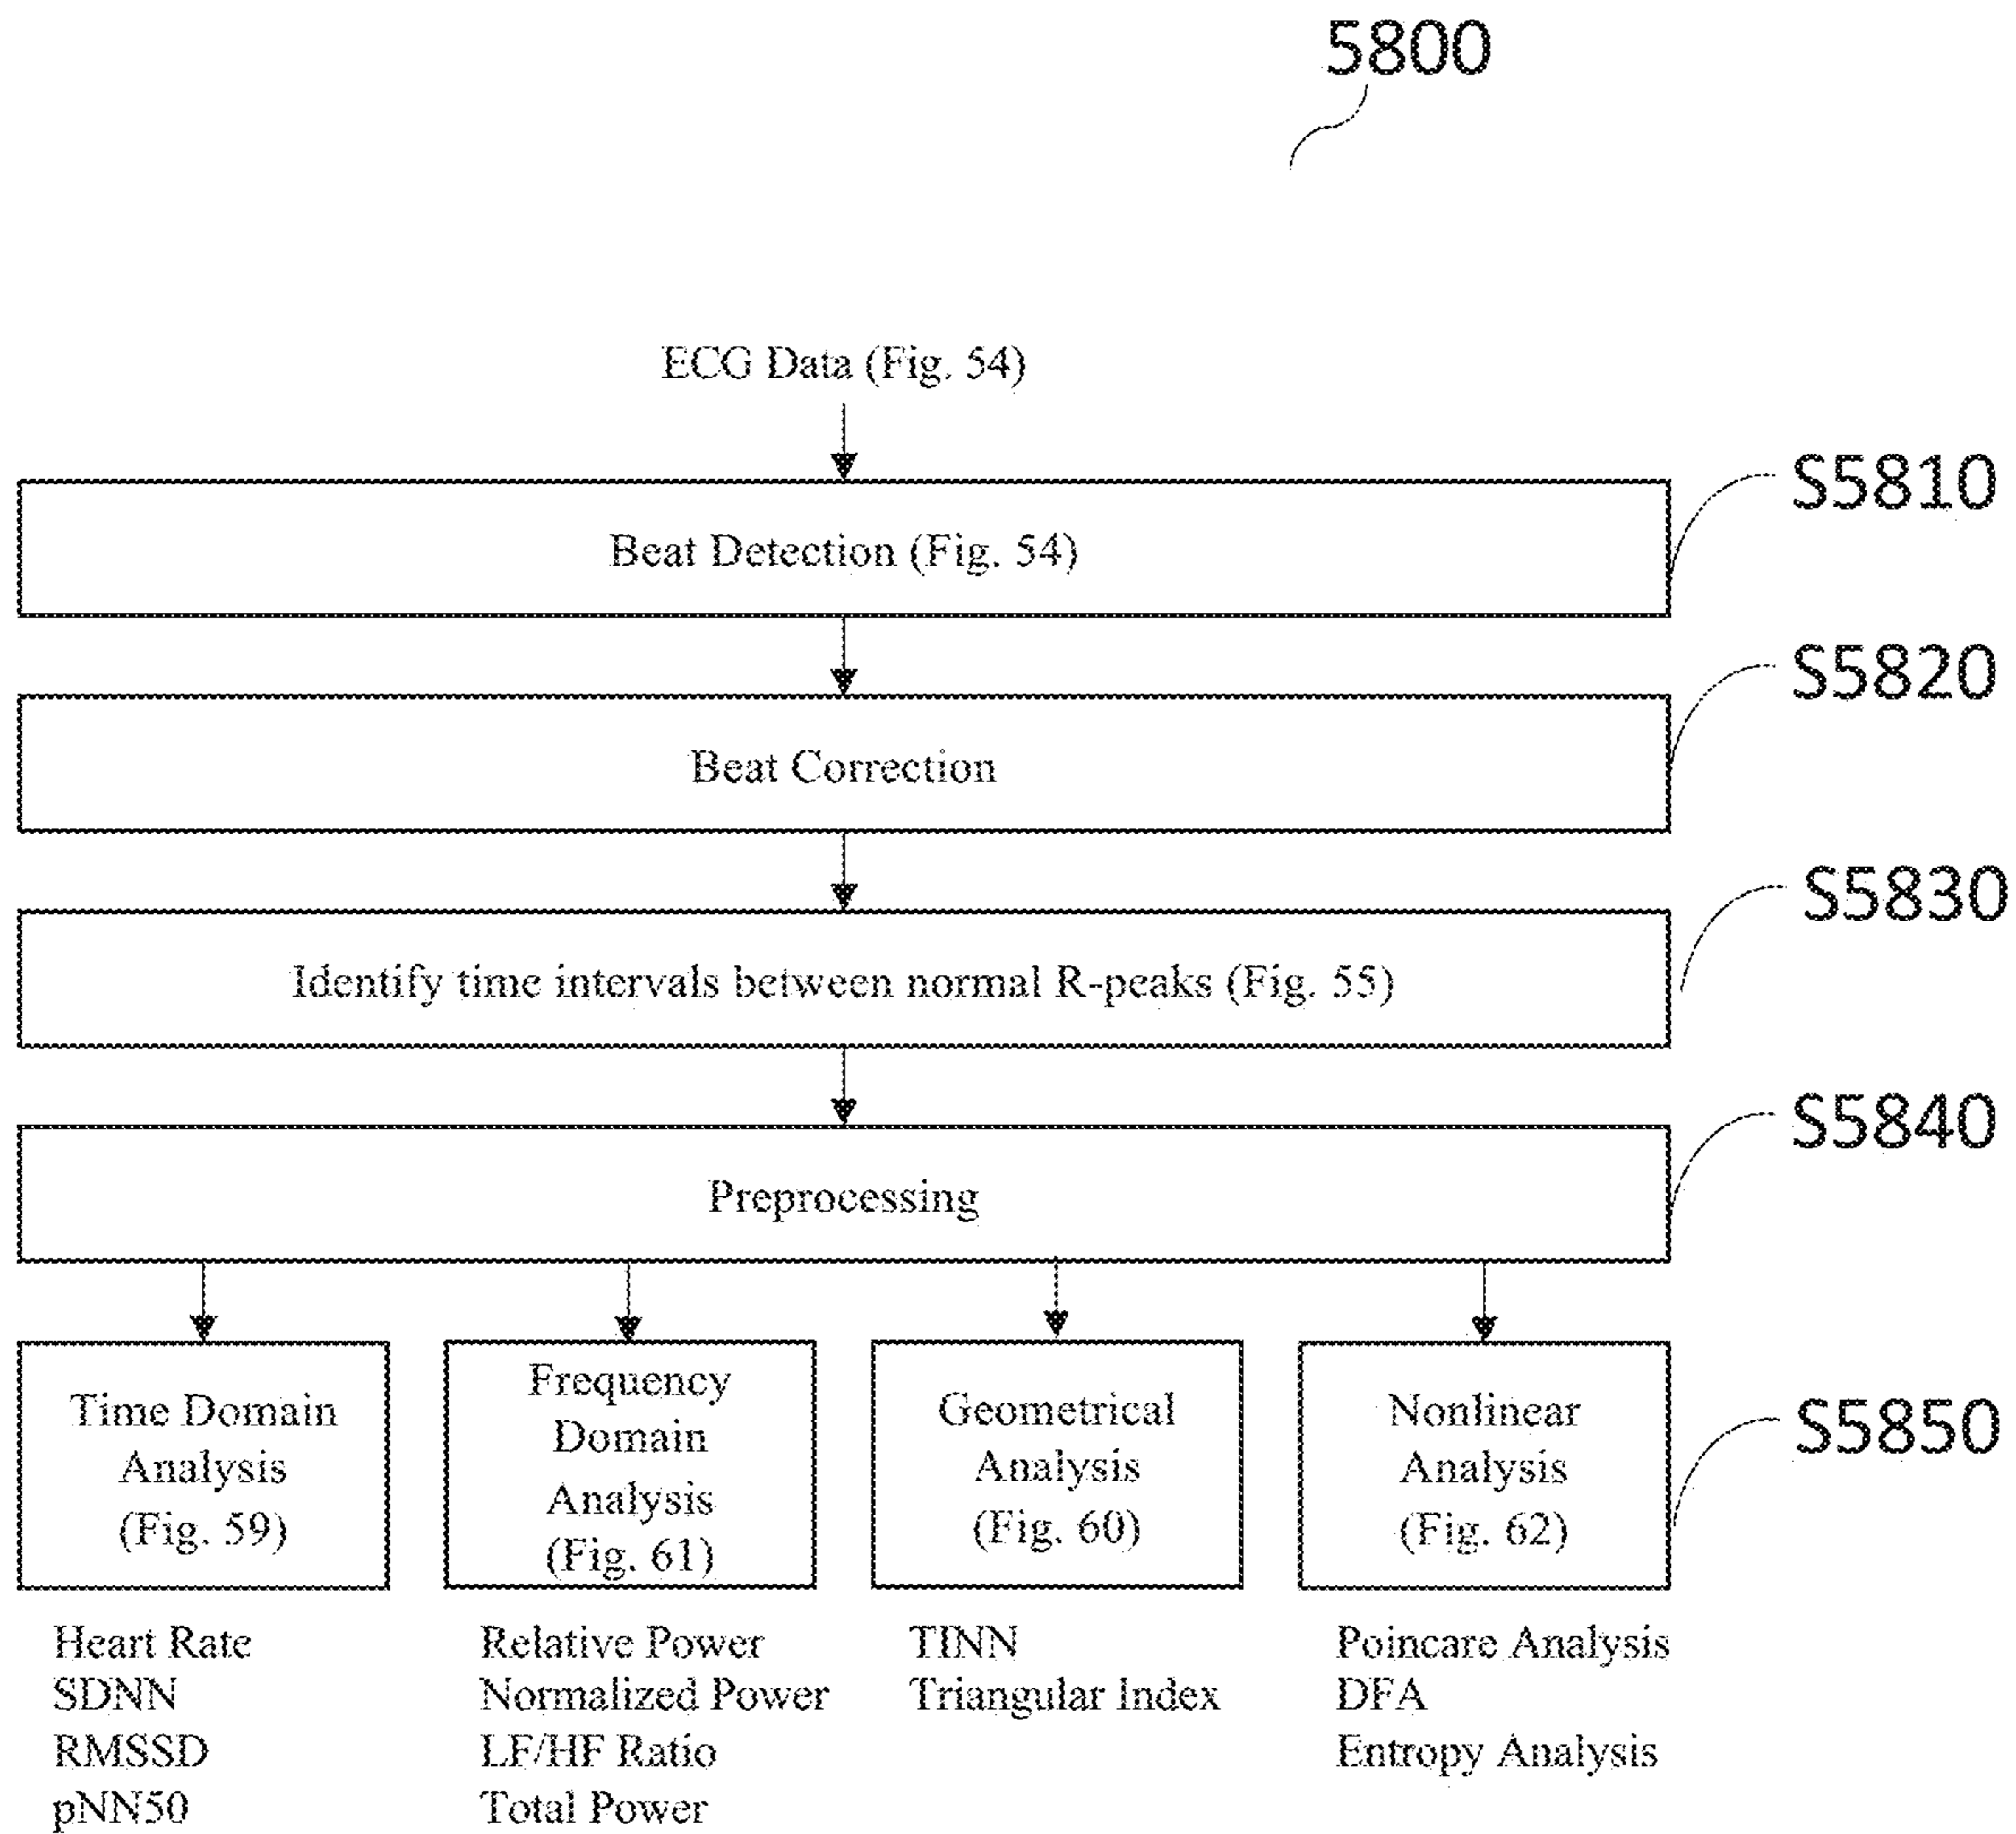 5800
ECG Data (Fig. 54)
S5810
Beat Detection (Fig. 54)
S5820
Beat Correction
S5830
Identify time intervals between normal R-peaks (Fig. 55)
S5840
Preprocessing
Time Domain
Analysis
(Fig. 59)
Frequency
Domain
Analysis
(Fig. 61)
Geometrical
Analysis
(Fig. 60)
Nonlinear
Analysis
(Fig. 62)
S5850
Heart Rate
SDNN
RMSSD
pNN50
Relative Power
Normalized Power
LF/HF Ratio
Total Power
TINN
Triangular Index
Poincare Analysis
DFA
Entropy Analysis